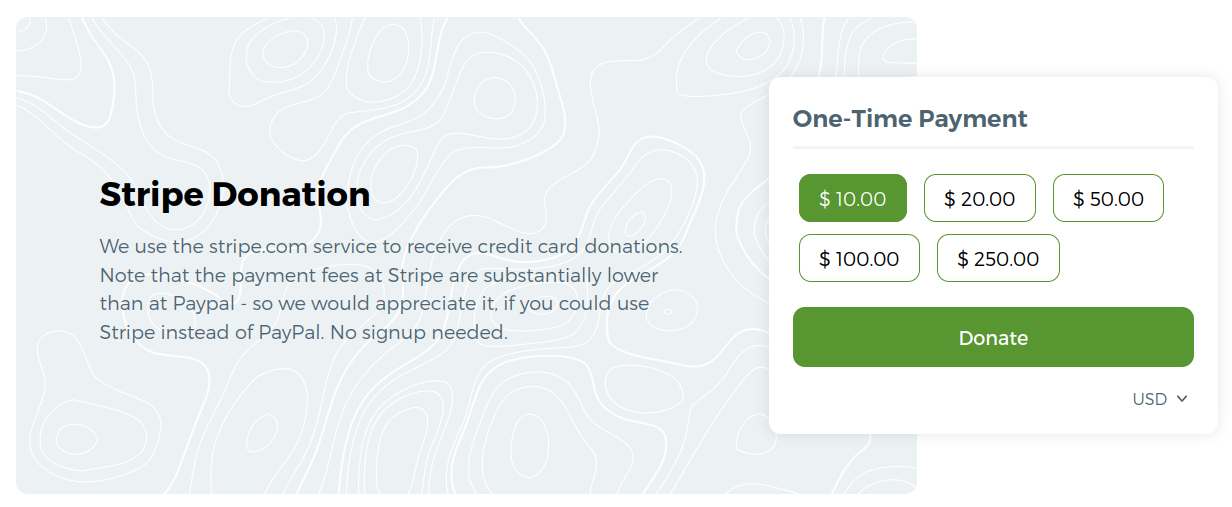 Stripe Donation
We use the stripe.com service to receive credit card donations.
Note that the payment fees at Stripe are substantially lower
than at Paypal - so we would appreciate it, if you could use
Stripe instead of PayPal. No signup needed.
One-Time Payment
$ 10.00 $ 20.00 $ 50.00
$ 100.00 $ 250.00
Donate
USD